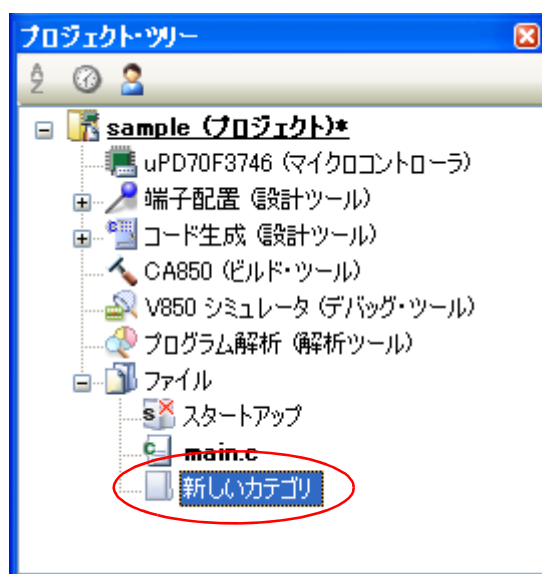 プロジェクト・ツリー
sample (プロジェクト)*
uPD70F3746 (マイクロコントローラ)
端子配置 (設計ツール)
コード生成 (設計ツール)
CA850 (ビルド・ツール)
V850 シミュレータ (デバッグ・ツール)
プログラム解析 (解析ツール)
ファイル
スタートアップ
main.c
新しいカテゴリ